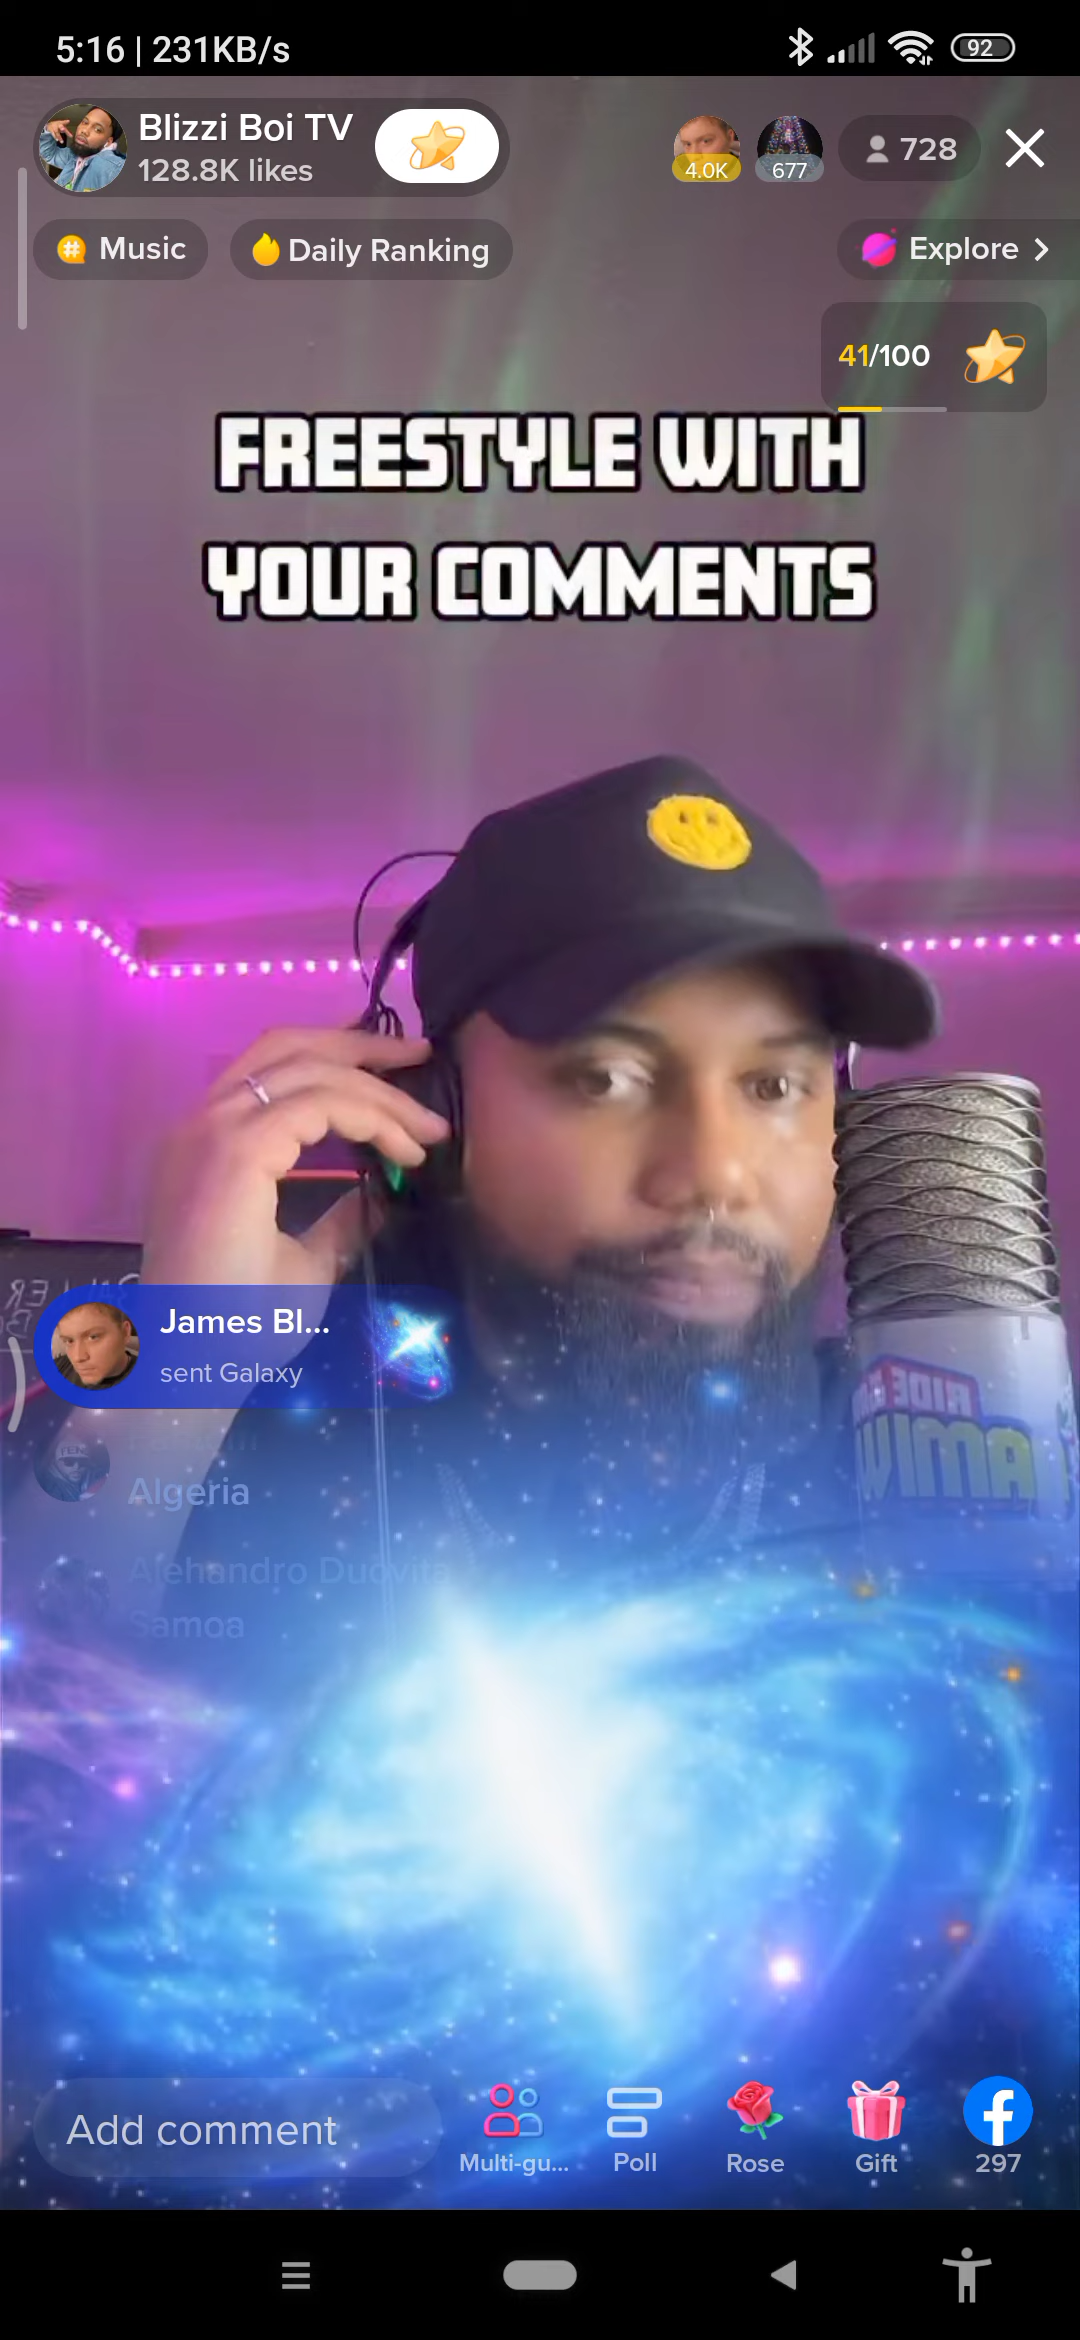 5:16 | 231KB/s
92
Blizzi Boi TV
128.8K likes
4.0K
677
728
Music
Daily Ranking
Explore
41/100
FREESTYLE WITH
YOUR COMMENTS
James Bl...
sent Galaxy
Algeria
Alehandro Duovita
Samoa
Add comment
Multi-gu...
Poll
Rose
Gift
297